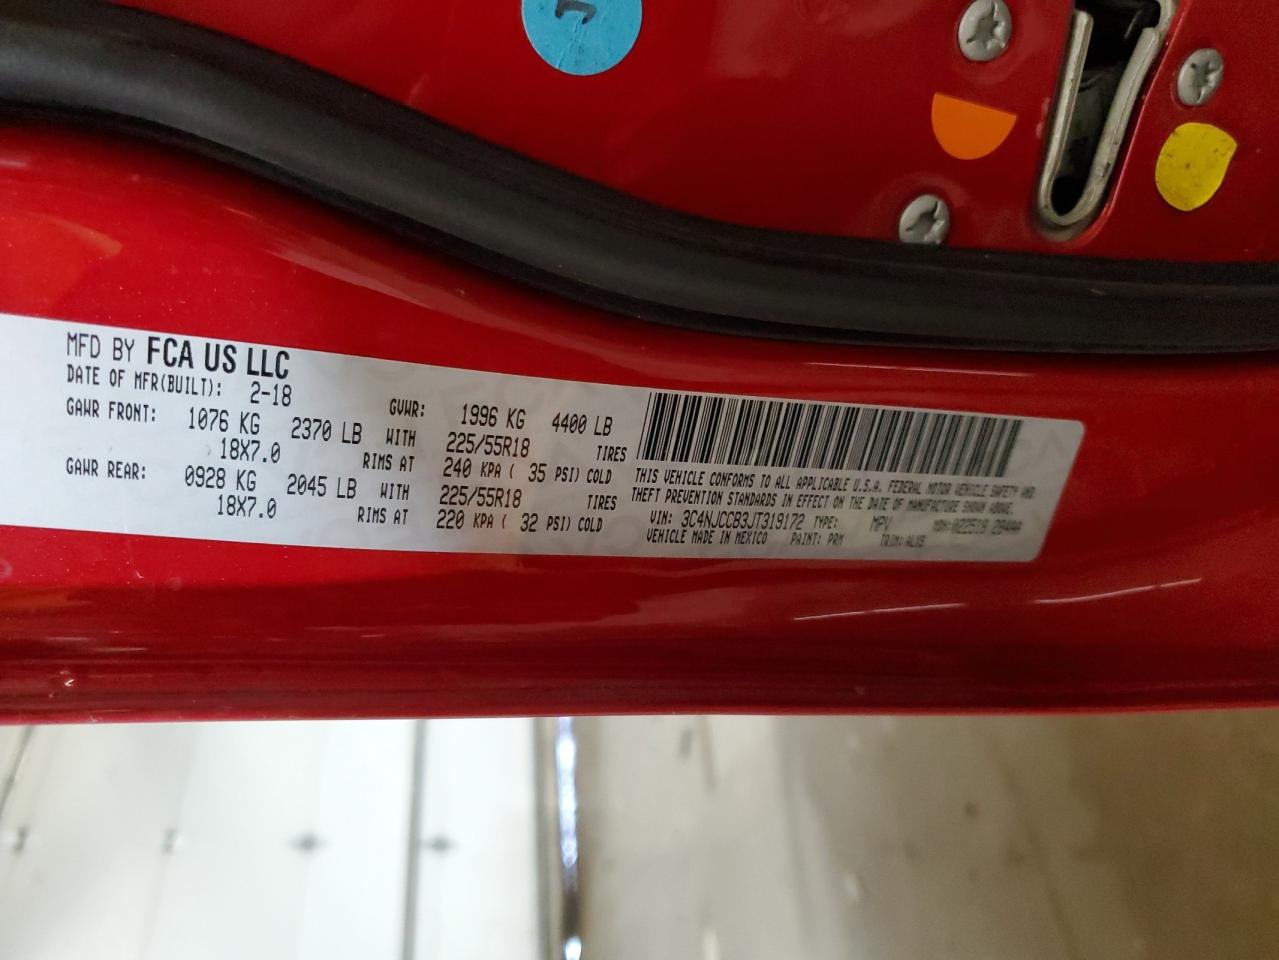 MFD BY FCA US LLC
DATE OF MFR(BUILT): 2-18 GVWR: 1996 KG 4400 LB
GAWR FRONT: 1076 KG 2370 LB WITH 225/55R18 TIRES
18X7.0 RIMS AT 240 KPA ( 35 PSI) COLD
GAWR REAR: 0928 KG 2045 LB WITH 225/55R18 TIRES
18X7.0 RIMS AT 220 KPA ( 32 PSI) COLD
THIS VEHICLE CONFORMS TO ALL APPLICABLE U.S.A. FEDERAL MOTOR VEHICLE SAFETY AND
THEFT PREVENTION STANDARDS IN EFFECT ON THE DATE OF MANUFACTURE SHOWN ABOVE.
VIN: 3C4NJCCB3JT319172 TYPE: MPV MDH:
VEHICLE MADE IN MEXICO PAINT: PRM TRIM: